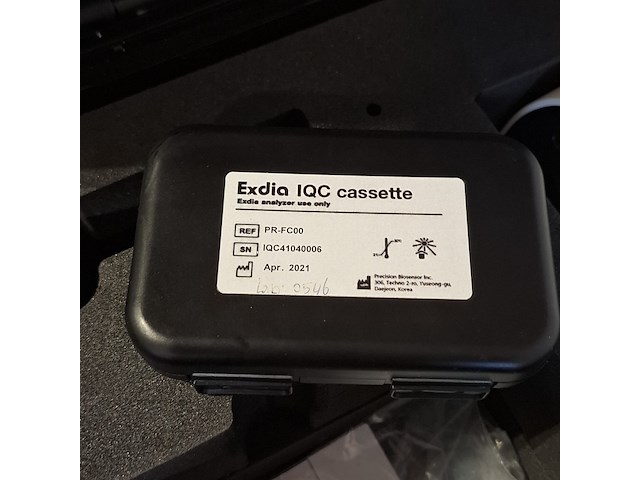 Exdia IQC cassette
Exdia analyzer use only
REF PR-FC00
SN IQC41040006
Apr. 2021
0546
Precision Biosensor Inc.
306, Techno 2-ro, Yuseong-gu,
Daejeon, Korea